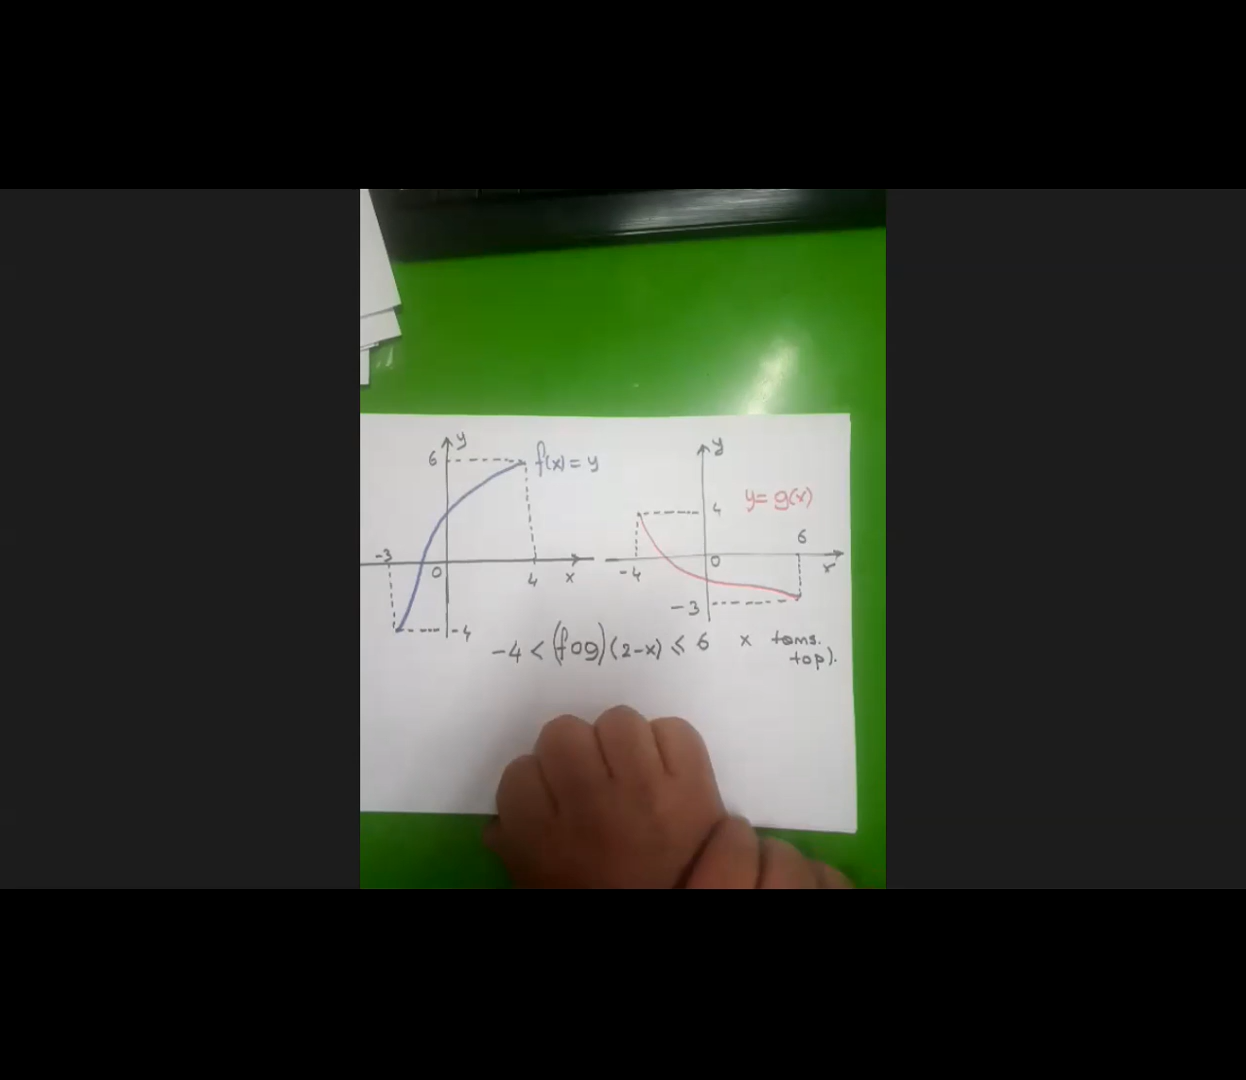 y
6
f(x) = y
-3
0
4
x
-4
y
y = g(x)
4
6
-4
0
x
-3
-4 < (fog)(2-x) ≤ 6 x tams.
top).